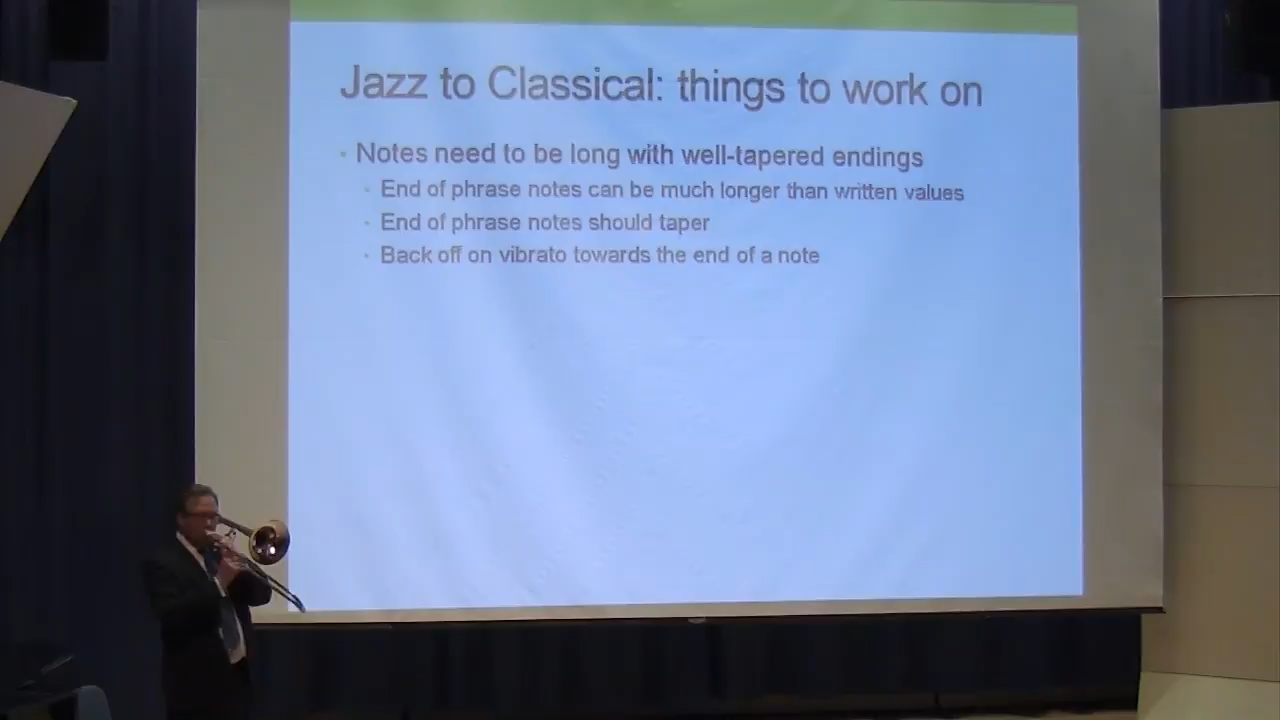 Jazz to Classical: things to work on
Notes need to be long with well-tapered endings
End of phrase notes can be much longer than written values
End of phrase notes should taper
Back off on vibrato towards the end of a note